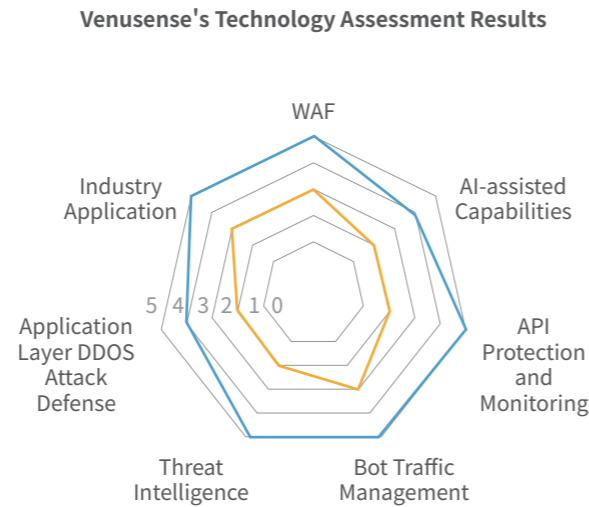 Venusense's Technology Assessment Results
WAF
Industry
Application
AI-assisted
Capabilities
5 4 3 2 1 0
Application
Layer DDOS
Attack
Defense
API
Protection
and
Monitoring
Threat
Intelligence
Bot Traffic
Management